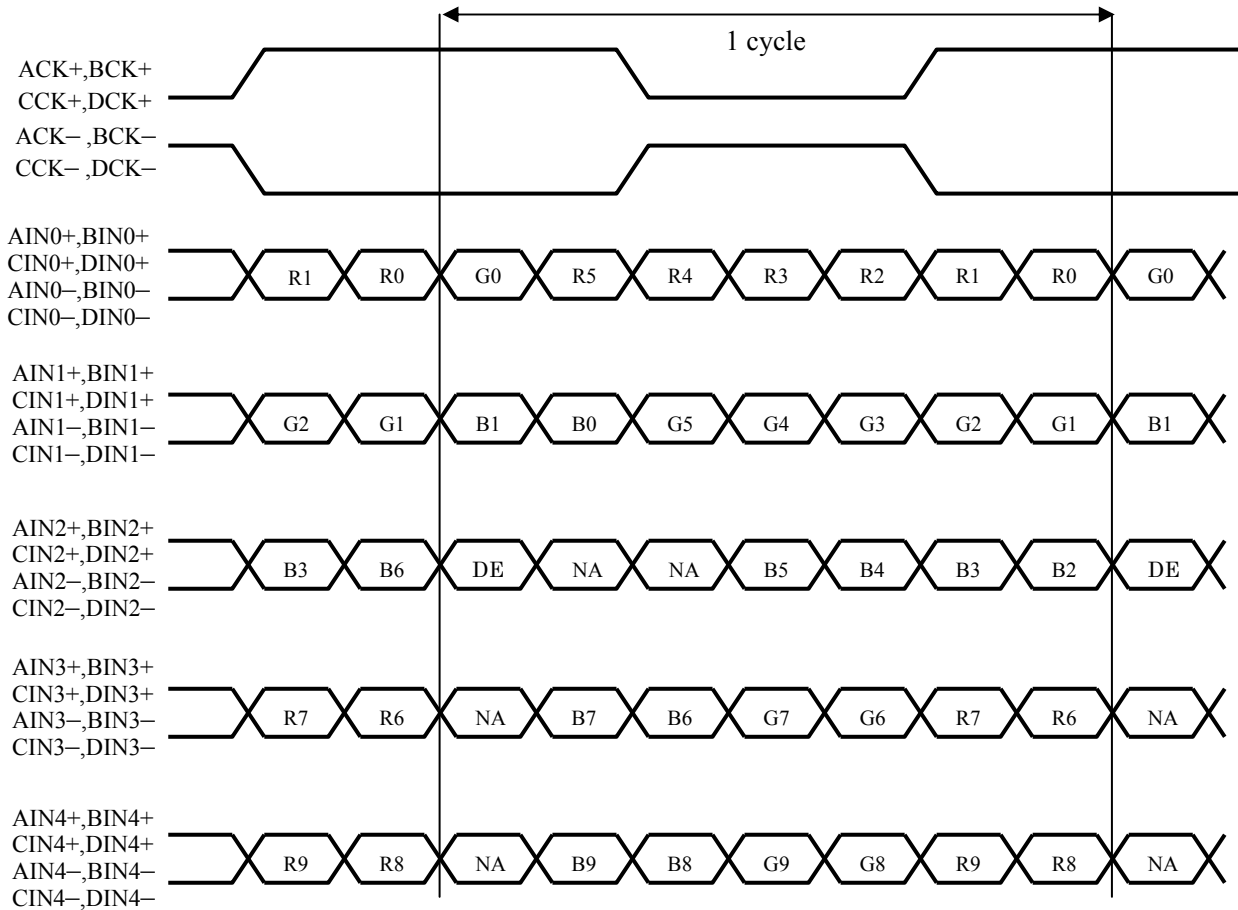 1 cycle
ACK+,BCK+
CCK+,DCK+
ACK− ,BCK−
CCK− ,DCK−
AIN0+,BIN0+
CIN0+,DIN0+
AIN0−,BIN0−
CIN0−,DIN0−
R1 R0 G0 R5 R4 R3 R2 R1 R0 G0
AIN1+,BIN1+
CIN1+,DIN1+
AIN1−,BIN1−
CIN1−,DIN1−
G2 G1 B1 B0 G5 G4 G3 G2 G1 B1
AIN2+,BIN2+
CIN2+,DIN2+
AIN2−,BIN2−
CIN2−,DIN2−
B3 B6 DE NA NA B5 B4 B3 B2 DE
AIN3+,BIN3+
CIN3+,DIN3+
AIN3−,BIN3−
CIN3−,DIN3−
R7 R6 NA B7 B6 G7 G6 R7 R6 NA
AIN4+,BIN4+
CIN4+,DIN4+
AIN4−,BIN4−
CIN4−,DIN4−
R9 R8 NA B9 B8 G9 G8 R9 R8 NA